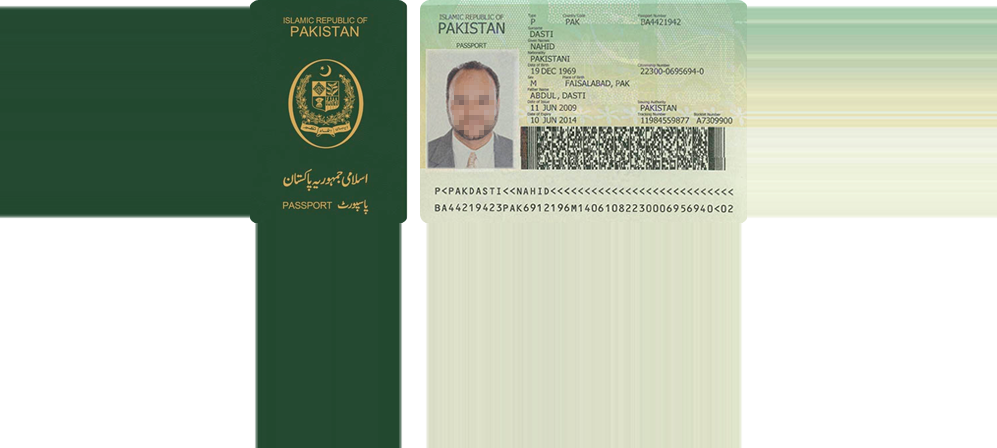 ISLAMIC REPUBLIC OF
PAKISTAN
اسلامی جمہوریہ پاکستان
PASSPORT پاسپورٹ
ISLAMIC REPUBLIC OF
PAKISTAN
PASSPORT
Type Country Code Passport Number
P PAK BA4421942
Surname
DASTI
Given Names
NAHID
Nationality
PAKISTANI
Date of Birth Citizenship Number
19 DEC 1969 22300-0695694-0
Sex Place of Birth
M FAISALABAD, PAK
Father Name
ABDUL, DASTI
Date of Issue Issuing Authority
11 JUN 2009 PAKISTAN
Date of Expiry Tracking Number Booklet Number
10 JUN 2014 11984559877 A7309900
P<PAKDASTI<<NAHID<<<<<<<<<<<<<<<<<<<<<<<<<<<
BA44219423PAK6912196M14061082230006956940<02